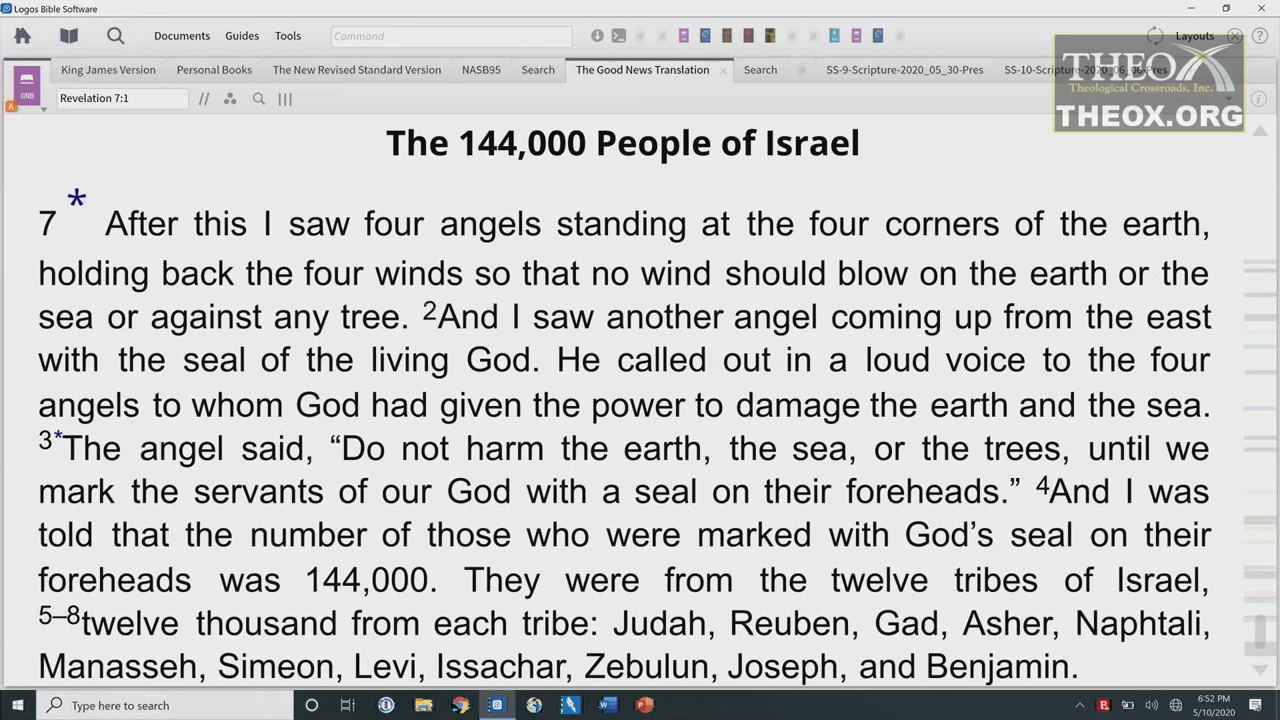 Logos Bible Software
Documents Guides Tools Command Layouts
King James Version Personal Books The New Revised Standard NASB95 Search The Good News Translation Search SS-9-Scripture-2020_05_30-Pres SS-10-Scripture-2020_06_06-Pres
GNB Revelation 7:1
THEOX
Theological Crossroads, Inc.
THEOX.ORG
The 144,000 People of Israel
7 * After this I saw four angels standing at the four corners of the earth,
holding back the four winds so that no wind should blow on the earth or the
sea or against any tree. 2And I saw another angel coming up from the east
with the seal of the living God. He called out in a loud voice to the four
angels to whom God had given the power to damage the earth and the sea.
3*The angel said, “Do not harm the earth, the sea, or the trees, until we
mark the servants of our God with a seal on their foreheads.” 4And I was
told that the number of those who were marked with God’s seal on their
foreheads was 144,000. They were from the twelve tribes of Israel,
5–8twelve thousand from each tribe: Judah, Reuben, Gad, Asher, Naphtali,
Manasseh, Simeon, Levi, Issachar, Zebulun, Joseph, and Benjamin.
Type here to search
6:52 PM
5/10/2020